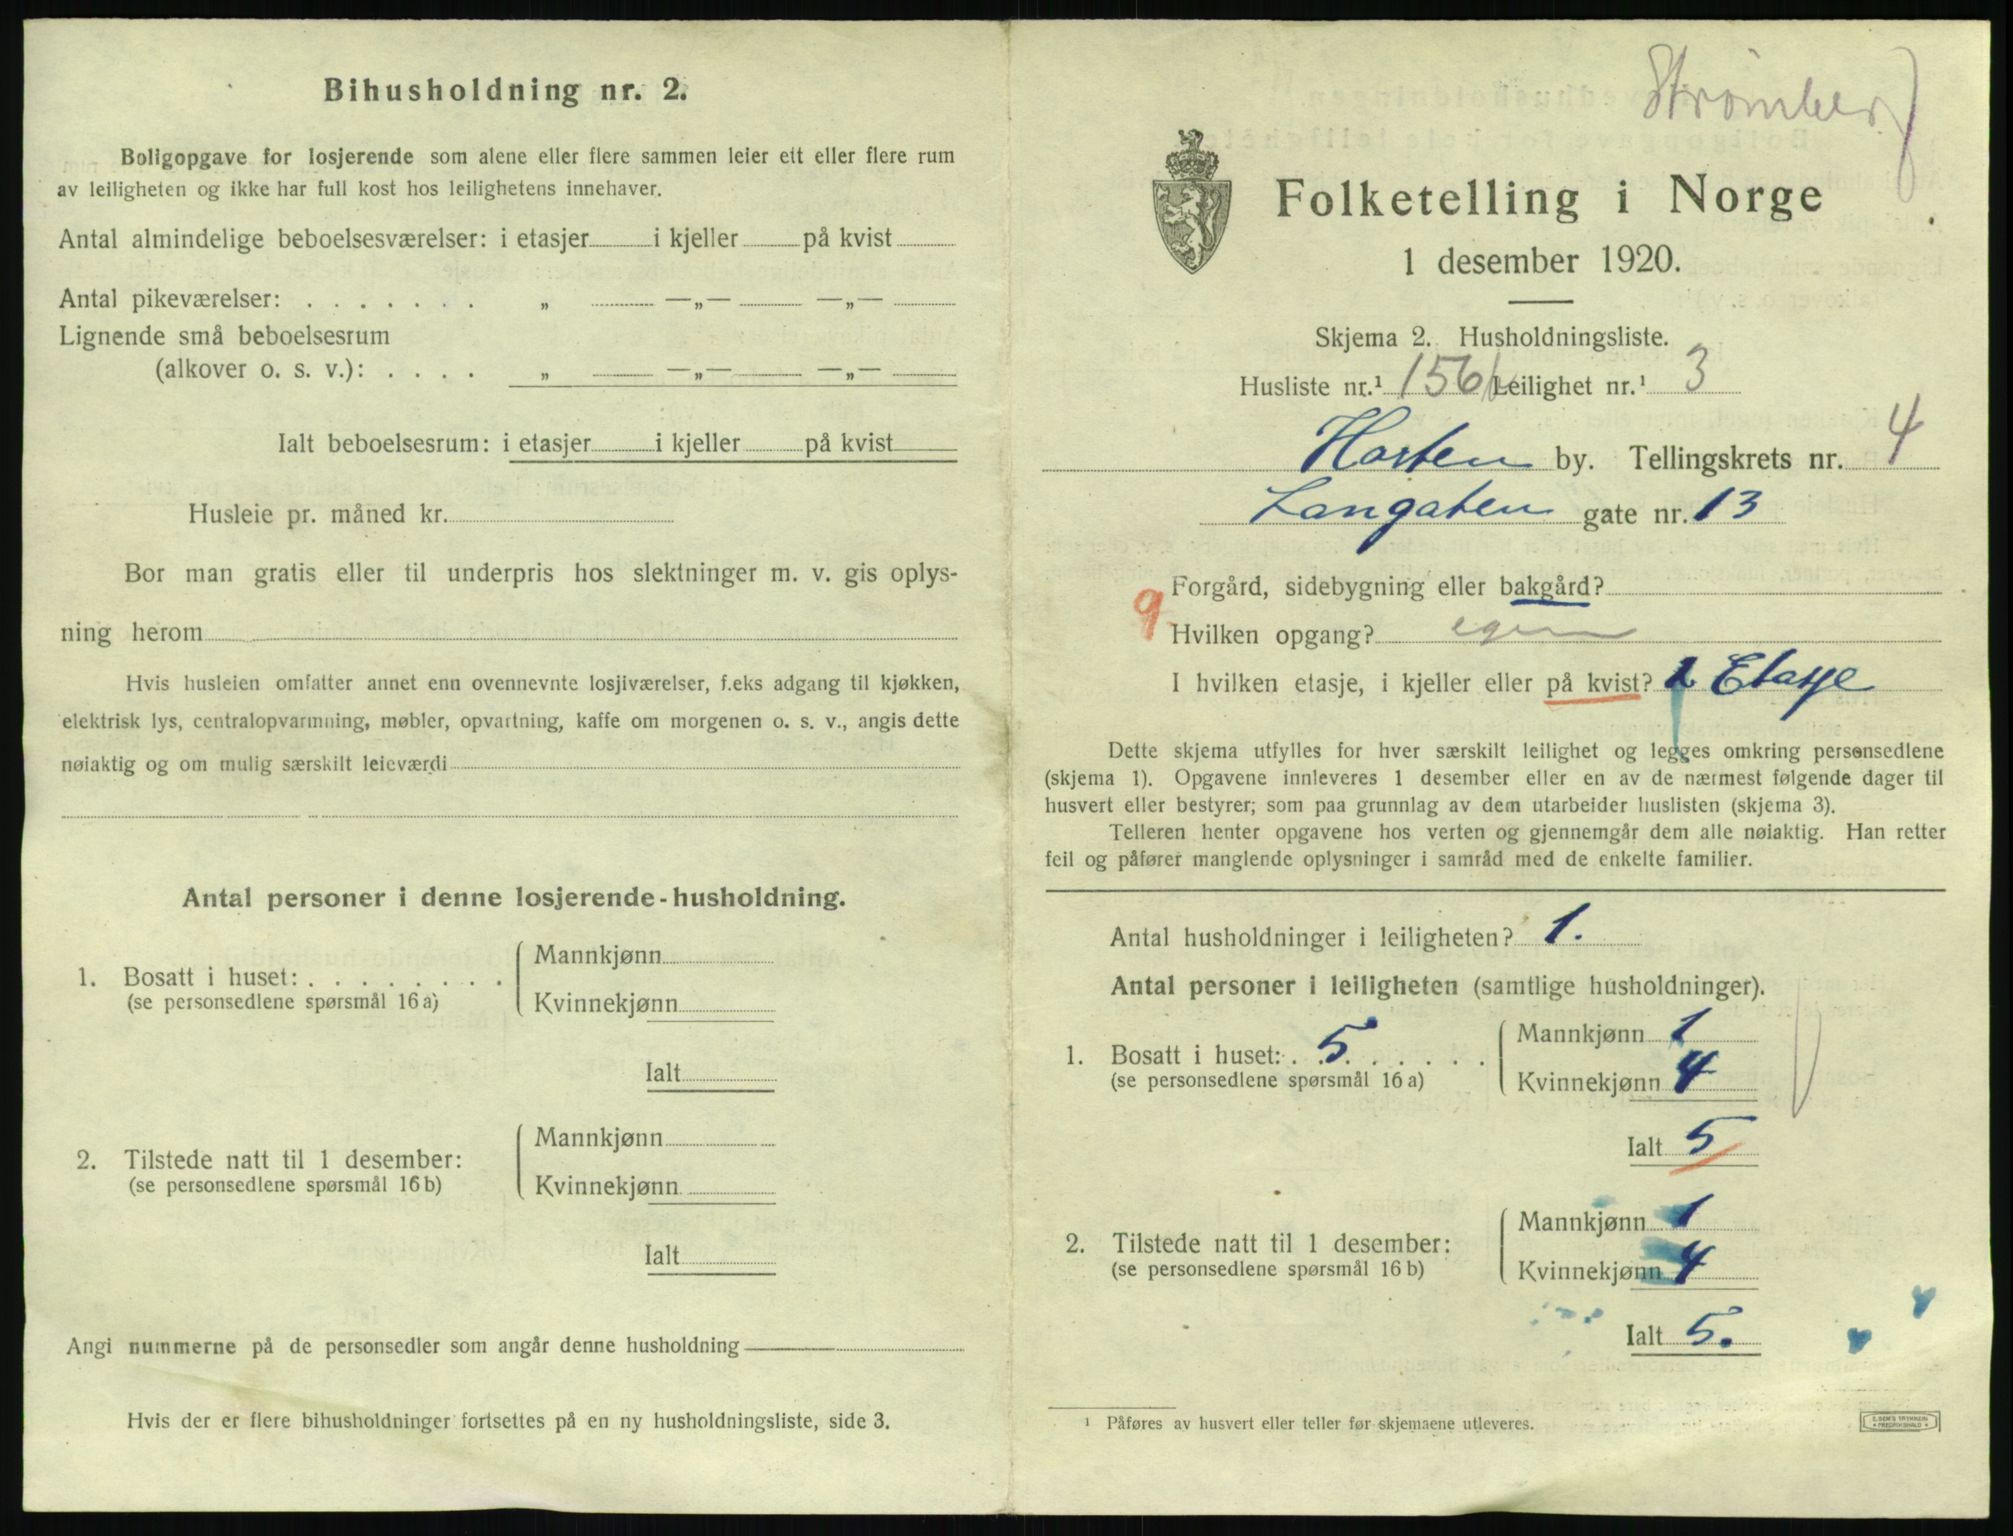 Bihusholdning nr. 2.
Boligopgave for losjerende som alene eller flere sammen leier ett eller flere rum
av leiligheten og ikke har full kost hos leilighetens innehaver.
Antal almindelige beboelsesværelser: i etasjer i kjeller på kvist
Antal pikeværelser: . . . . . . . „ —„— —„—
Lignende små beboelsesrum
(alkover o. s. v.): . . . . „ —„— —„—
Ialt beboelsesrum: i etasjer i kjeller på kvist
Husleie pr. måned kr.
Bor man gratis eller til underpris hos slektninger m. v. gis oplys-
ning herom
Hvis husleien omfatter annet enn ovennevnte losjiværelser, f.eks adgang til kjøkken,
elektrisk lys, centralopvarmning, møbler, opvartning, kaffe om morgenen o. s. v., angis dette
nøiaktig og om mulig særskilt leieværdi
Antal personer i denne losjerende-husholdning.
1. Bosatt i huset: . . . . . . . .
(se personsedlene spørsmål 16 a)
Mannkjønn
Kvinnekjønn
Ialt
2. Tilstede natt til 1 desember:
(se personsedlene spørsmål 16 b)
Mannkjønn
Kvinnekjønn
Ialt
Angi nummerne på de personsedler som angår denne husholdning
Hvis der er flere bihusholdninger fortsettes på en ny husholdningsliste, side 3.
Strømberg
Folketelling i Norge
1 desember 1920.
Skjema 2. Husholdningsliste.
Husliste nr.¹ 156b Leilighet nr.¹ 3
Horten by. Tellingskrets nr. 4
Langaten gate nr. 13
Forgård, sidebygning eller bakgård?
9
Hvilken opgang? egen
I hvilken etasje, i kjeller eller på kvist? 1 Etasje
Dette skjema utfylles for hver særskilt leilighet og legges omkring personsedlene
(skjema 1). Opgavene innleveres 1 desember eller en av de nærmest følgende dager til
husvert eller bestyrer; som paa grunnlag av dem utarbeider huslisten (skjema 3).
Telleren henter opgavene hos verten og gjennemgår dem alle nøiaktig. Han retter
feil og påfører manglende oplysninger i samråd med de enkelte familier.
Antal husholdninger i leiligheten? 1.
Antal personer i leiligheten (samtlige husholdninger).
1. Bosatt i huset: . 5. . . . . .
(se personsedlene spørsmål 16 a)
Mannkjønn 1
Kvinnekjønn 4
Ialt 5
2. Tilstede natt til 1 desember:
(se personsedlene spørsmål 16 b)
Mannkjønn 1
Kvinnekjønn 4
Ialt 5.
¹ Påføres av husvert eller teller før skjemaene utleveres.
E. SEM'S TRYKKERI
FREDRIKSHALD